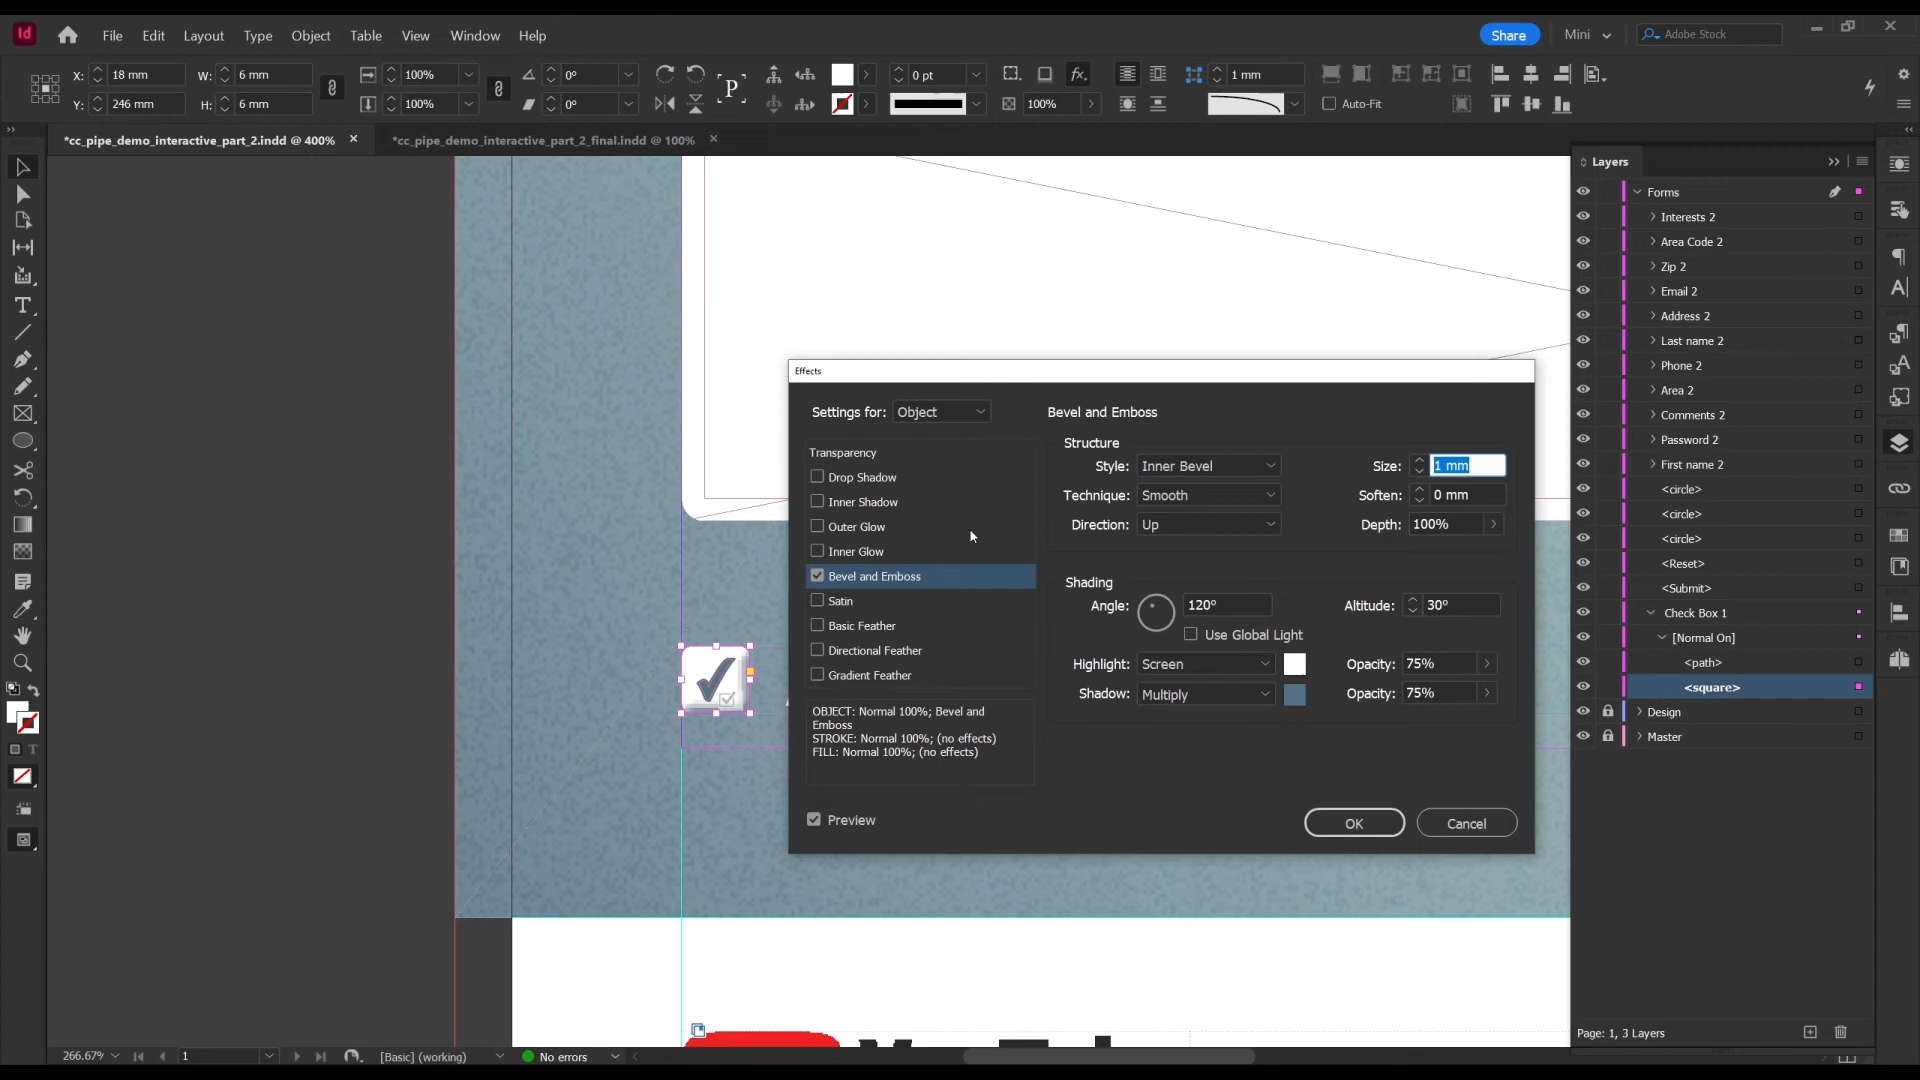 Id
File Edit Layout Type Object Table View Window Help
Share
Mini
Adobe Stock
X: 18 mm W: 6 mm 100% 0° 0 pt 1 mm
Y: 246 mm H: 6 mm 100% 0° P fx. 100% Auto-Fit
*cc_pipe_demo_interactive_part_2.indd @ 400% ×
*cc_pipe_demo_interactive_part_2_final.indd @ 100% ×
Layers
Forms
Interests 2
Area Code 2
Zip 2
Email 2
Address 2
Last name 2
Phone 2
Area 2
Comments 2
Password 2
First name 2
<circle>
<circle>
<circle>
<Reset>
<Submit>
Check Box 1
[Normal On]
<path>
<square>
Design
Master
Page: 1, 3 Layers
Effects
Settings for: Object
Transparency
Drop Shadow
Inner Shadow
Outer Glow
Inner Glow
Bevel and Emboss
Satin
Basic Feather
Directional Feather
Gradient Feather
OBJECT: Normal 100%; Bevel and
Emboss
STROKE: Normal 100%; (no effects)
FILL: Normal 100%; (no effects)
Preview
Bevel and Emboss
Structure
Style: Inner Bevel Size: 1 mm
Technique: Smooth Soften: 0 mm
Direction: Up Depth: 100%
Shading
Angle: 120° Altitude: 30°
Use Global Light
Highlight: Screen Opacity: 75%
Shadow: Multiply Opacity: 75%
OK Cancel
266.67% 1 [Basic] (working) No errors